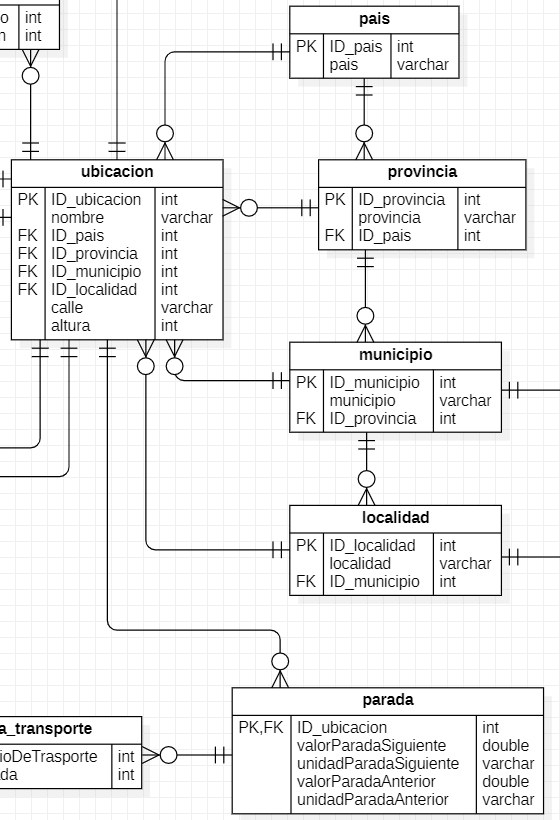 o int
n int
pais
PK ID_pais int
pais varchar
ubicacion
PK ID_ubicacion int
nombre varchar
FK ID_pais int
FK ID_provincia int
FK ID_municipio int
FK ID_localidad int
calle varchar
altura int
provincia
PK ID_provincia int
provincia varchar
FK ID_pais int
municipio
PK ID_municipio int
municipio varchar
FK ID_provincia int
localidad
PK ID_localidad int
localidad varchar
FK ID_municipio int
parada
PK,FK ID_ubicacion int
valorParadaSiguiente double
unidadParadaSiguiente varchar
valorParadaAnterior double
unidadParadaAnterior varchar
a_transporte
ioDeTrasporte int
da int